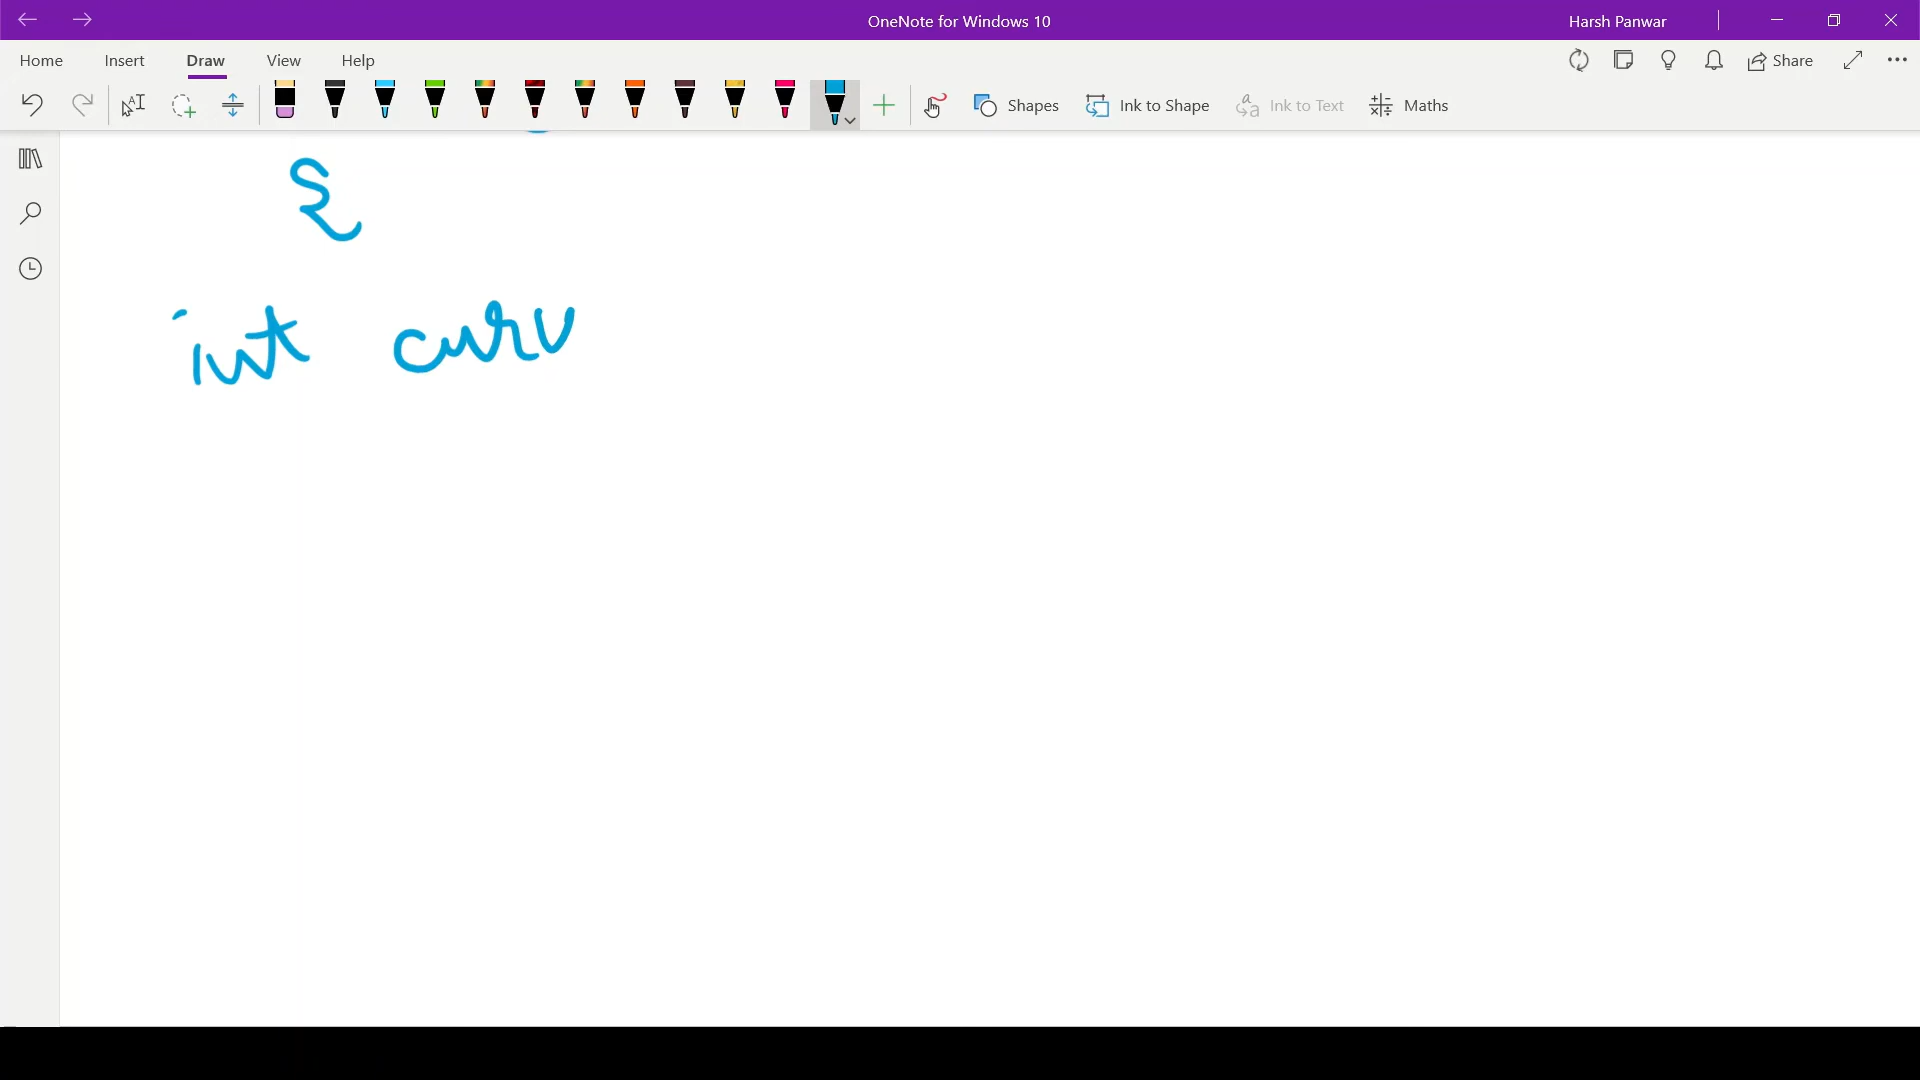 OneNote for Windows 10 Harsh Panwar
Home Insert Draw View Help Share
Shapes Ink to Shape Ink to Text Maths
int